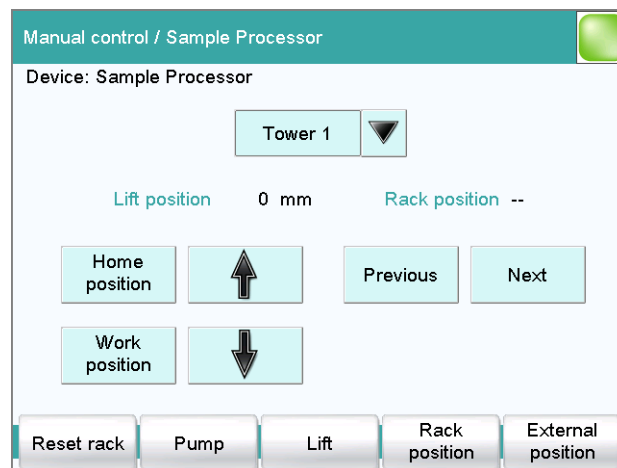 Manual control / Sample Processor
Device: Sample Processor
Tower 1
Lift position 0 mm Rack position --
Home
position
Previous
Next
Work
position
Reset rack
Pump
Lift
Rack
position
External
position